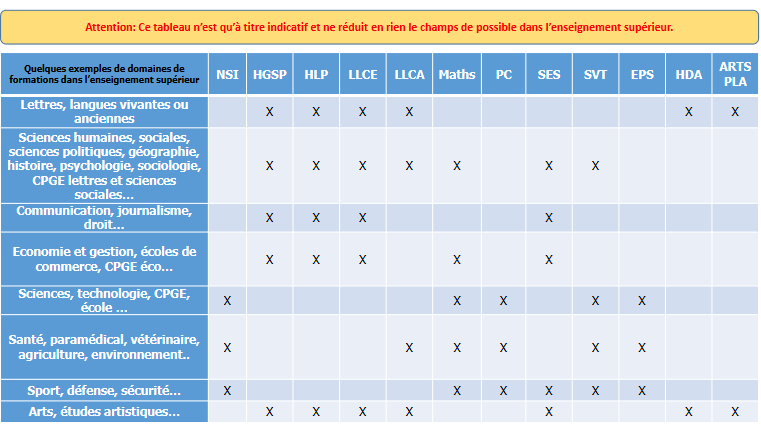 Attention: Ce tableau n'est qu'à titre indicatif et ne réduit en rien le champs de possible dans l'enseignement supérieur.
Quelques exemples de domaines de formations dans l'enseignement supérieur NSI HGSP HLP LLCE LLCA Maths PC SES SVT EPS HDA ARTS PLA
Lettres, langues vivantes ou anciennes X X X X X X
Sciences humaines, sociales, sciences politiques, géographie, histoire, psychologie, sociologie, CPGE lettres et sciences sociales... X X X X X X X
Communication, journalisme, droit... X X X X
Economie et gestion, écoles de commerce, CPGE éco... X X X X X
Sciences, technologie, CPGE, école ... X X X X X
Santé, paramédical, vétérinaire, agriculture, environnement.. X X X X X X
Sport, défense, sécurité... X X X X X X
Arts, études artistiques... X X X X X X X